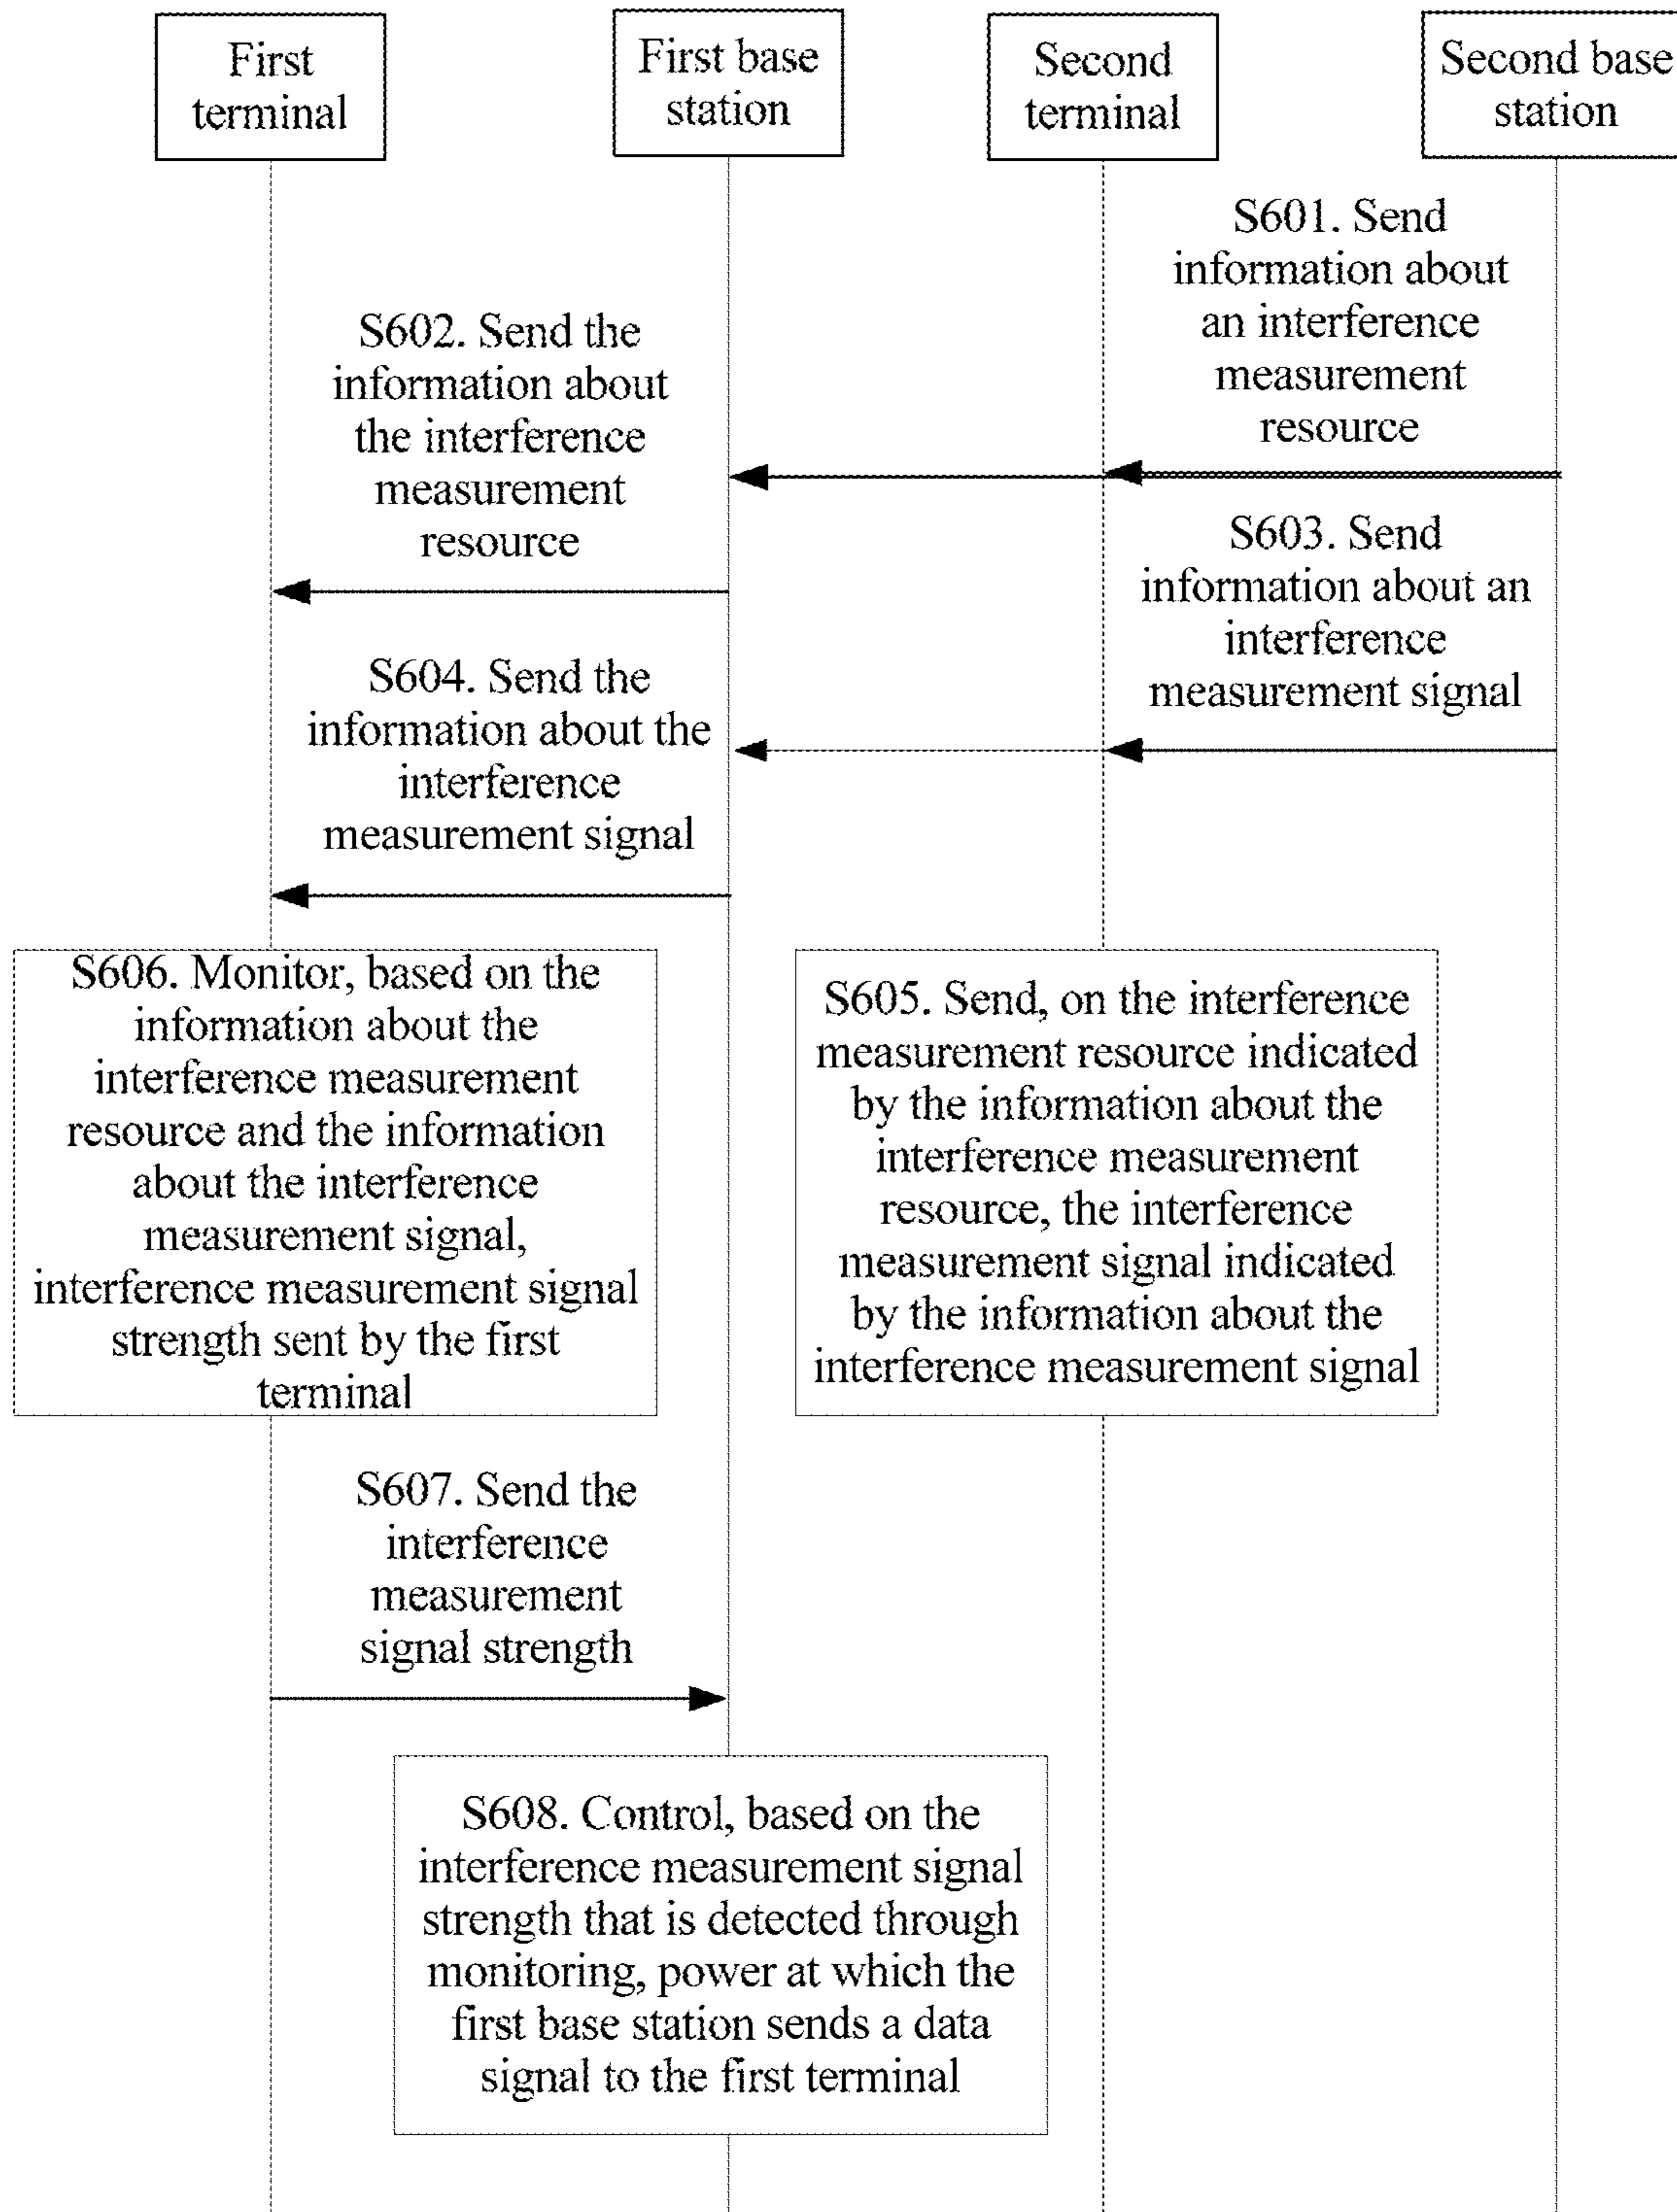 First
terminal
First base
station
Second
terminal
Second base
station
S601. Send
information about
an interference
measurement
resource
S602. Send the
information about
the interference
measurement
resource
S603. Send
information about an
interference
measurement signal
S604. Send the
information about the
interference
measurement signal
S606. Monitor, based on the
information about the
interference measurement
resource and the information
about the interference
measurement signal,
interference measurement signal
strength sent by the first
terminal
S605. Send, on the interference
measurement resource indicated
by the information about the
interference measurement
resource, the interference
measurement signal indicated
by the information about the
interference measurement signal
S607. Send the
interference
measurement
signal strength
S608. Control, based on the
interference measurement signal
strength that is detected through
monitoring, power at which the
first base station sends a data
signal to the first terminal